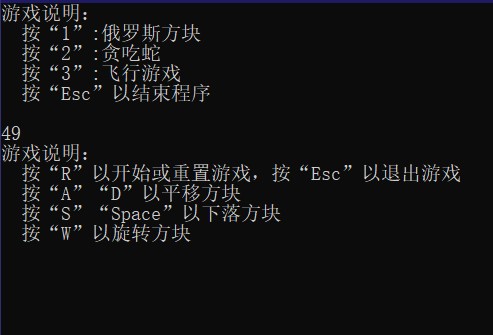 游戏说明：
按“1”:俄罗斯方块
按“2”:贪吃蛇
按“3”:飞行游戏
按“Esc”以结束程序
49
游戏说明：
按“R”以开始或重置游戏，按“Esc”以退出游戏
按“A”“D”以平移方块
按“S”“Space”以下落方块
按“W”以旋转方块